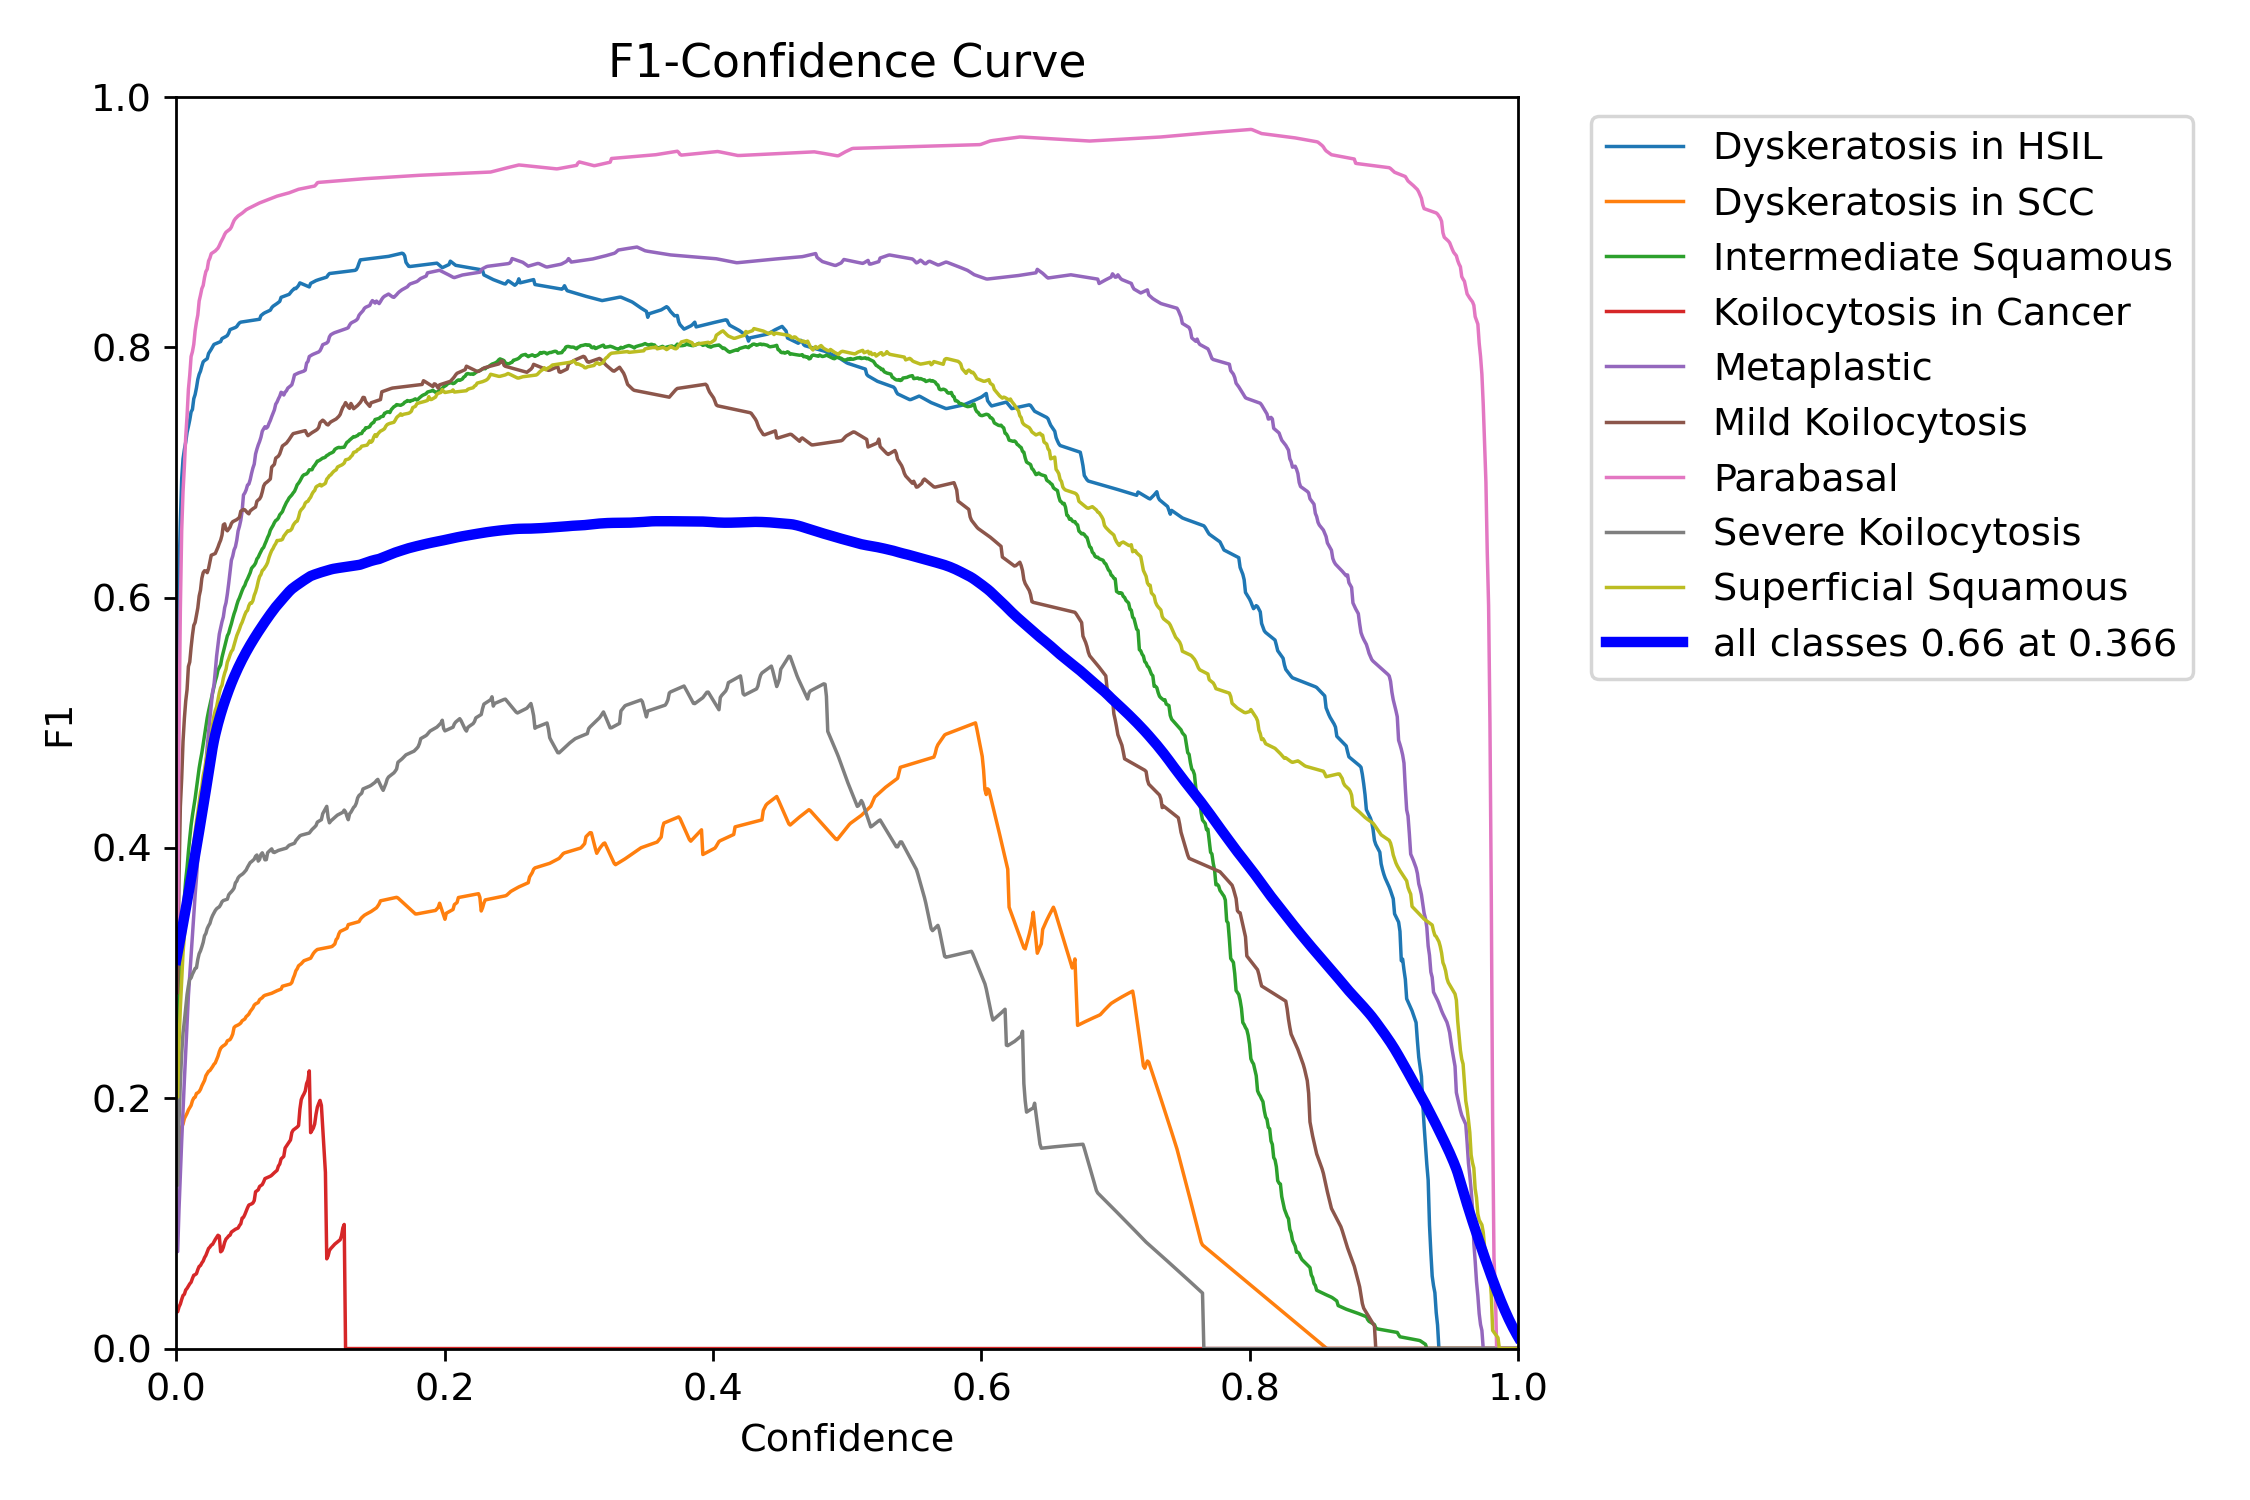 F1-Confidence Curve
1.0
0.8
0.6
0.4
0.2
0.0
F1
0.0 0.2 0.4 0.6 0.8 1.0
Confidence
Dyskeratosis in HSIL
Dyskeratosis in SCC
Intermediate Squamous
Koilocytosis in Cancer
Metaplastic
Mild Koilocytosis
Parabasal
Severe Koilocytosis
Superficial Squamous
all classes 0.66 at 0.366